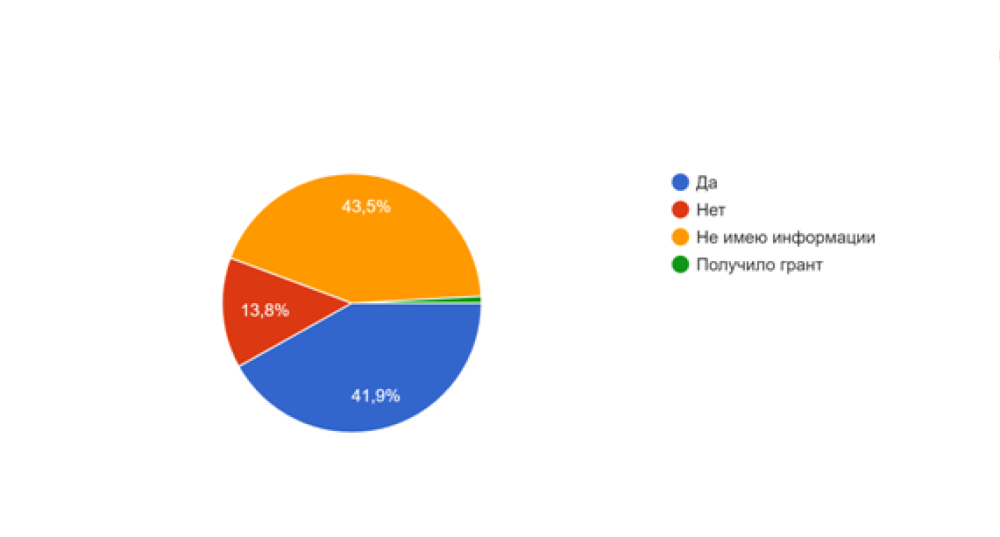 43,5%
13,8%
41,9%
Да
Нет
Не имею информации
Получило грант